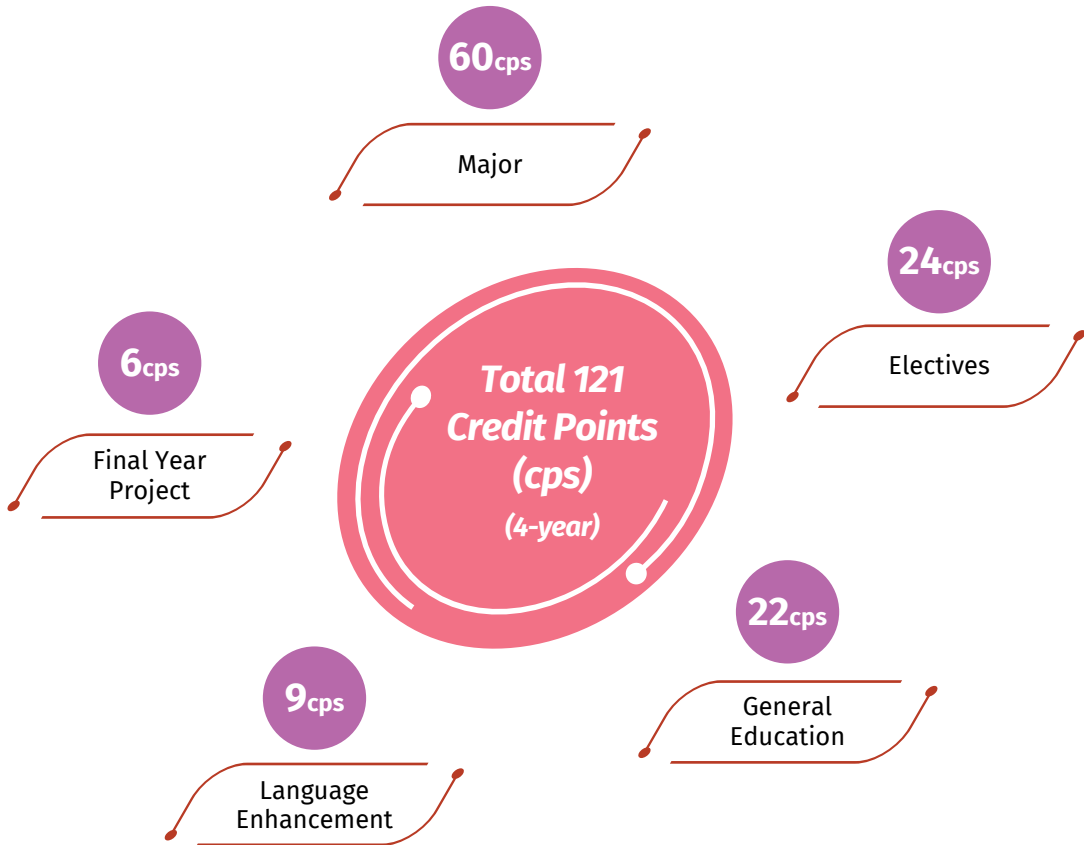 60cps
Major
24cps
Electives
6cps
Final Year
Project
Total 121
Credit Points
(cps)
(4-year)
22cps
General
Education
9cps
Language
Enhancement